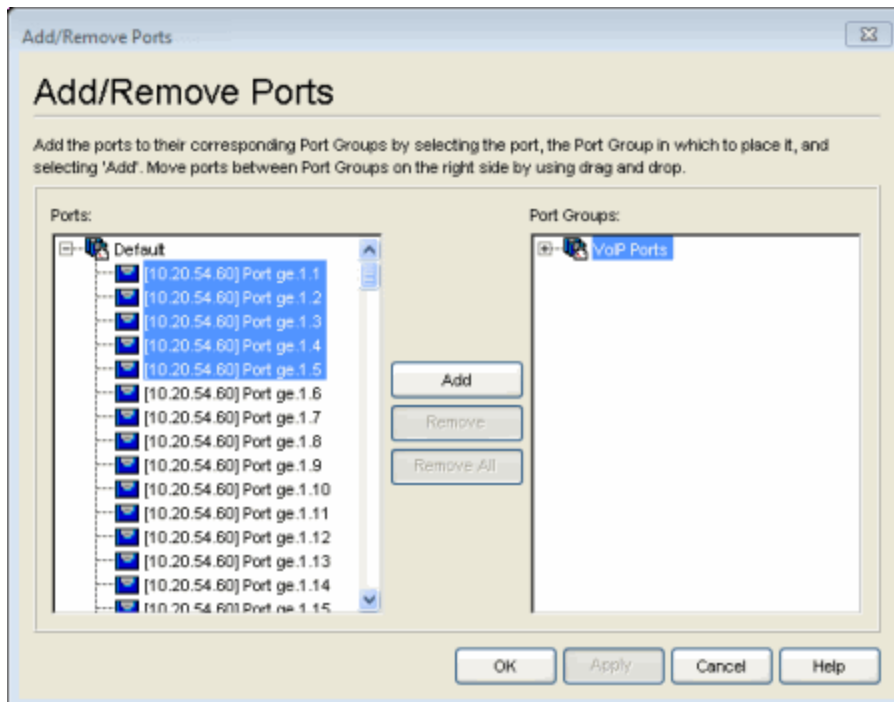 Add/Remove Ports
Add/Remove Ports
Add the ports to their corresponding Port Groups by selecting the port, the Port Group in which to place it, and
selecting 'Add'. Move ports between Port Groups on the right side by using drag and drop.
Ports:
Default
[10.20.54.60] Port ge.1.1
[10.20.54.60] Port ge.1.2
[10.20.54.60] Port ge.1.3
[10.20.54.60] Port ge.1.4
[10.20.54.60] Port ge.1.5
[10.20.54.60] Port ge.1.6
[10.20.54.60] Port ge.1.7
[10.20.54.60] Port ge.1.8
[10.20.54.60] Port ge.1.9
[10.20.54.60] Port ge.1.10
[10.20.54.60] Port ge.1.11
[10.20.54.60] Port ge.1.12
[10.20.54.60] Port ge.1.13
[10.20.54.60] Port ge.1.14
[10.20.54.60] Port ge.1.15
Add
Remove
Remove All
Port Groups:
VoIP Ports
OK
Apply
Cancel
Help